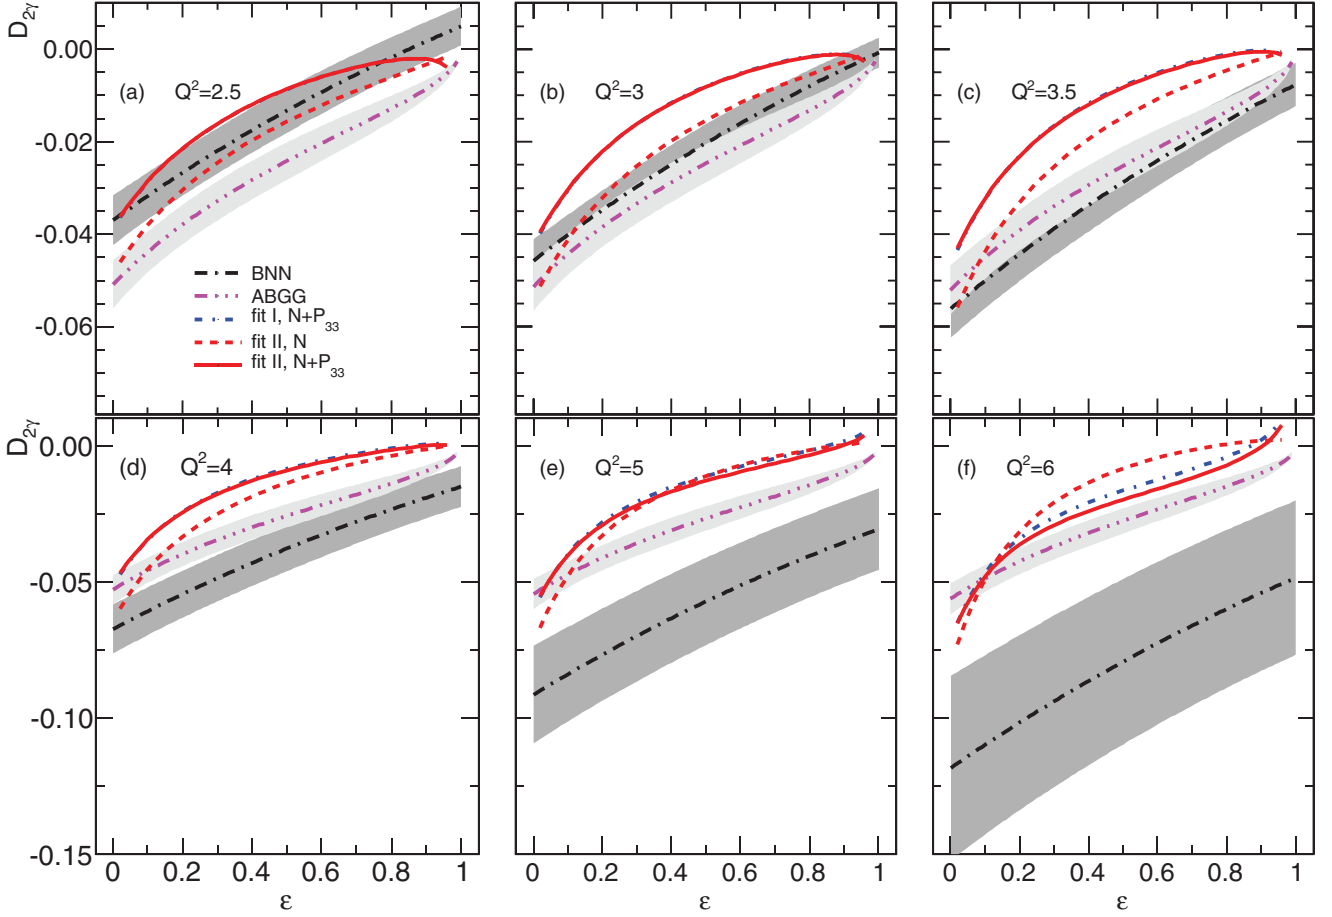 D2γ
0.00
-0.02
-0.04
-0.06
(a) Q²=2.5
(b) Q²=3
(c) Q²=3.5
BNN
ABGG
fit I, N+P33
fit II, N
fit II, N+P33
D2γ
0.00
-0.05
-0.10
-0.15
(d) Q²=4
(e) Q²=5
(f) Q²=6
0 0.2 0.4 0.6 0.8 1
0 0.2 0.4 0.6 0.8 1
0 0.2 0.4 0.6 0.8 1
ε
ε
ε